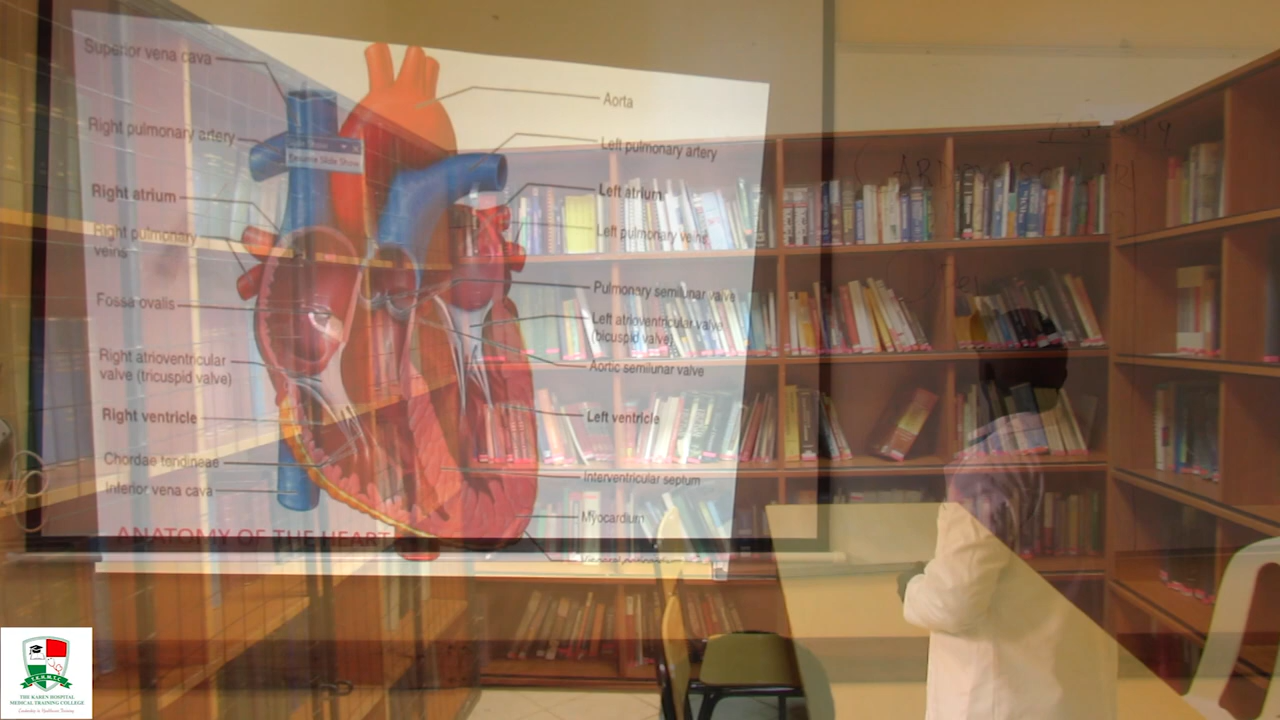 Superior vena cava
Right pulmonary artery
Right atrium
Right pulmonary
veins
Fossa ovalis
Right atrioventricular
valve (tricuspid valve)
Right ventricle
Chordae tendineae
Inferior vena cava
ANATOMY OF THE HEART
Aorta
Left pulmonary artery
Left atrium
Left pulmonary veins
Pulmonary semilunar valve
Left atrioventricular valve
(bicuspid valve)
Aortic semilunar valve
Left ventricle
Interventricular septum
Myocardium
Resume Slide Show
T.K.H.M.T.C
THE KAREN HOSPITAL
MEDICAL TRAINING COLLEGE